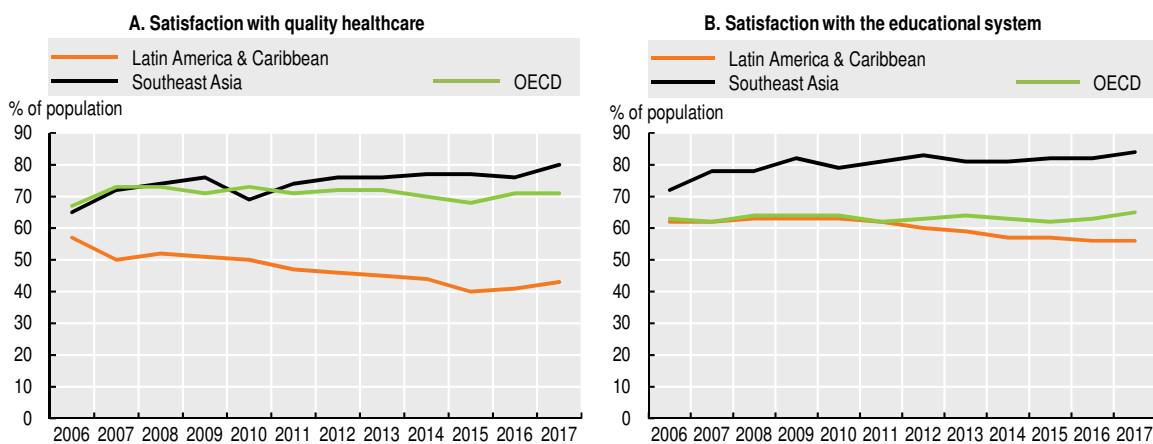 A. Satisfaction with quality healthcare
Latin America & Caribbean
Southeast Asia
OECD
% of population
90
80
70
60
50
40
30
20
10
0
2006 2007 2008 2009 2010 2011 2012 2013 2014 2015 2016 2017
B. Satisfaction with the educational system
Latin America & Caribbean
Southeast Asia
OECD
% of population
90
80
70
60
50
40
30
20
10
0
2006 2007 2008 2009 2010 2011 2012 2013 2014 2015 2016 2017